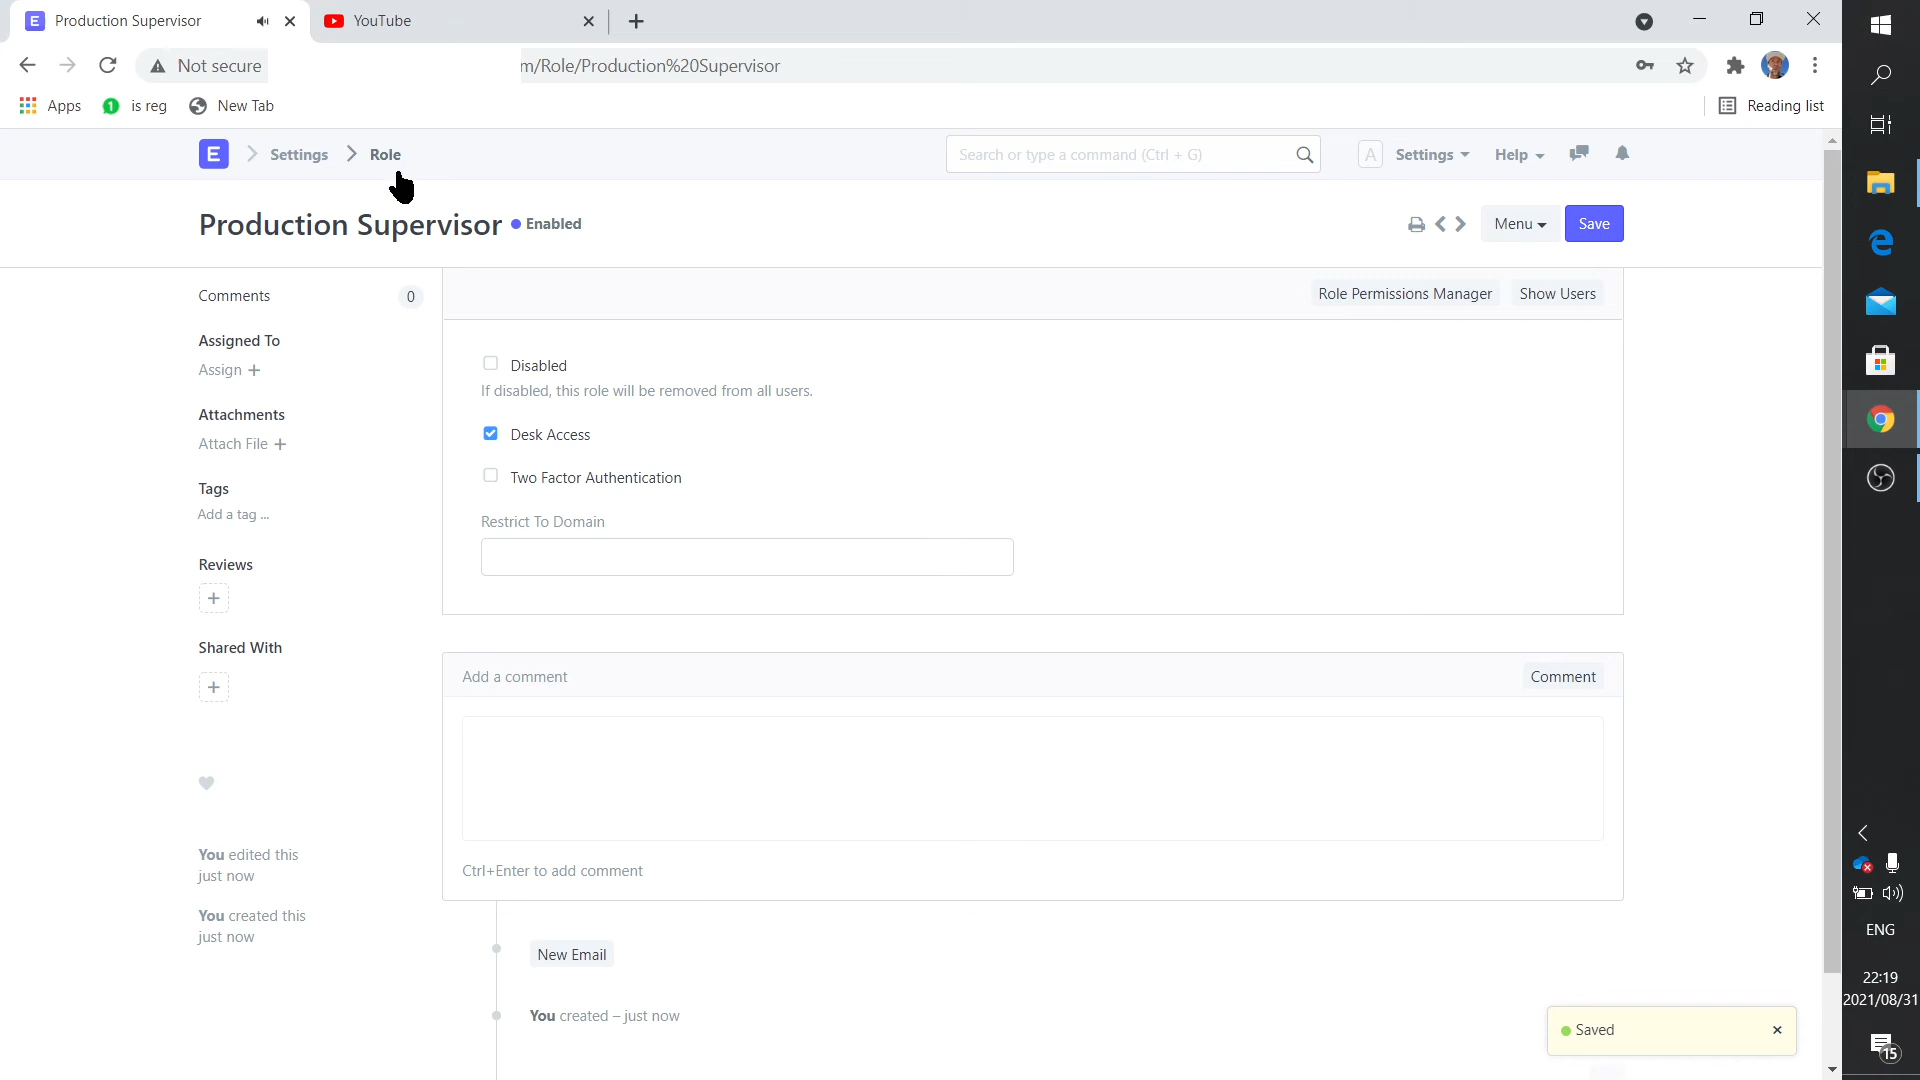 E Production Supervisor
YouTube
Not secure
m/Role/Production%20Supervisor
Apps
1 is reg
New Tab
Reading list
E Settings Role
Search or type a command (Ctrl + G)
A Settings
Help
Production Supervisor Enabled
Menu
Save
Comments 0
Role Permissions Manager
Show Users
Assigned To
Assign +
Attachments
Attach File +
Tags
Add a tag ...
Reviews
+
Shared With
+
You edited this
just now
You created this
just now
Disabled
If disabled, this role will be removed from all users.
Desk Access
Two Factor Authentication
Restrict To Domain
Add a comment
Comment
Ctrl+Enter to add comment
New Email
You created – just now
Saved
ENG
22:19
2021/08/31
15